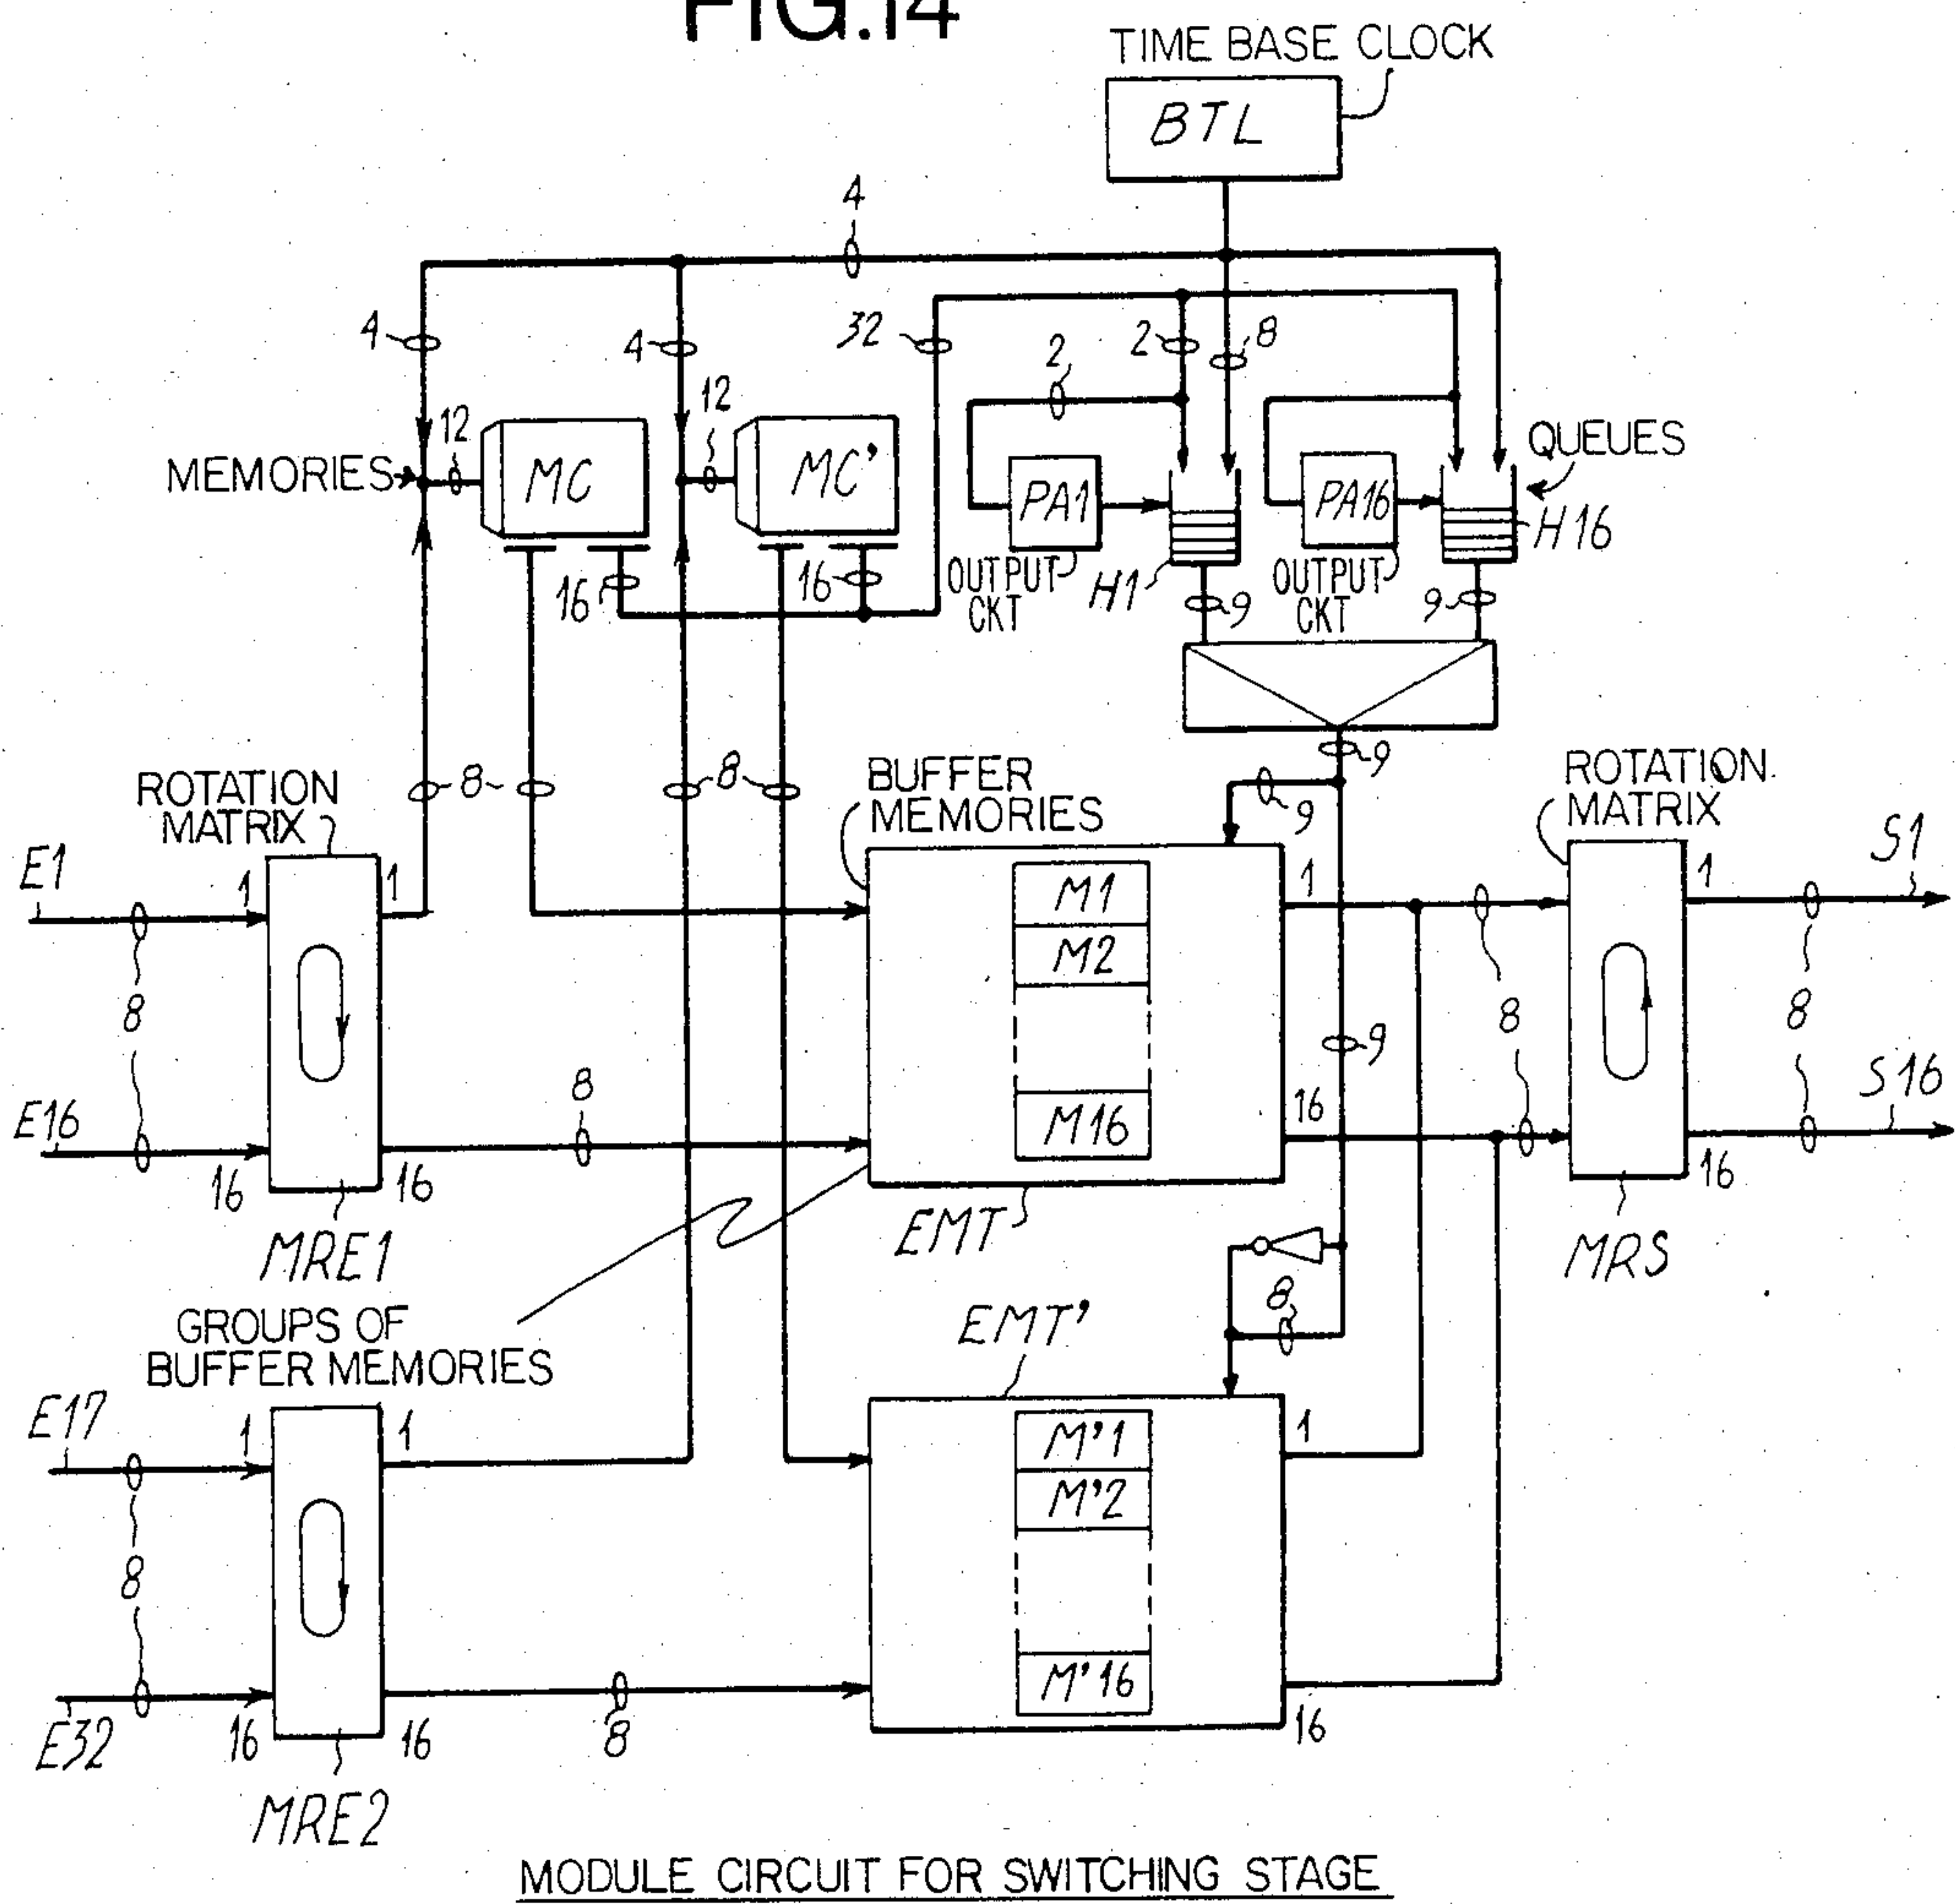 FIG.14
TIME BASE CLOCK
BTL
4
4
4
32
2
2
8
12
12
MEMORIES
MC
MC'
PA1
PA16
QUEUES
H16
16
16
OUTPUT
CKT
H1
OUTPUT
CKT
9
9
9
9
8
8
ROTATION
MATRIX
BUFFER
MEMORIES
ROTATION
MATRIX
E1
1
1
M1
M2
M16
1
1
S1
8
8
8
8
9
E16
16
16
16
16
S16
MRE1
EMT
MRS
GROUPS OF
BUFFER MEMORIES
8
EMT'
E17
1
1
M'1
M'2
M'16
1
8
E32
16
16
8
16
MRE2
MODULE CIRCUIT FOR SWITCHING STAGE